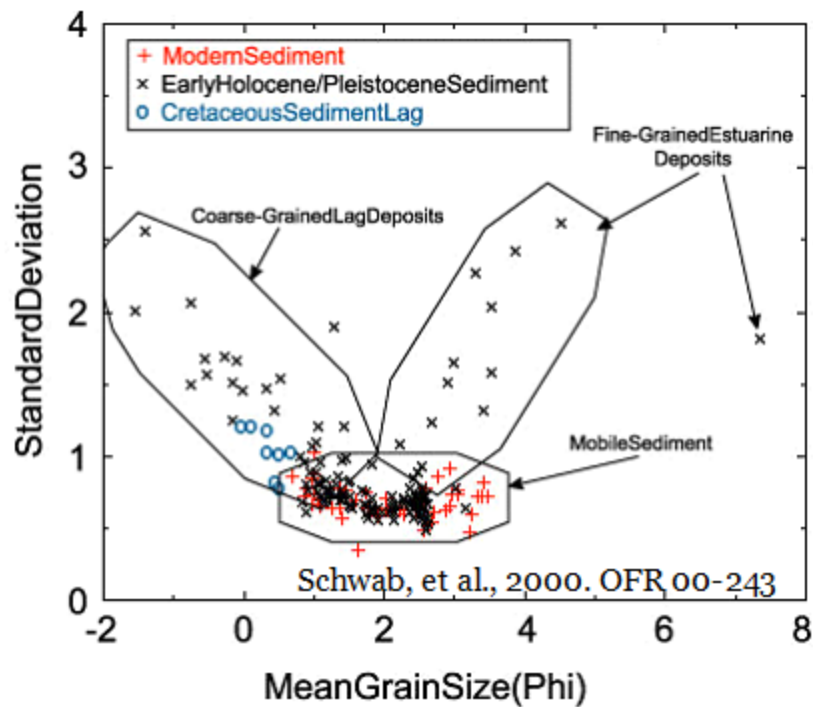 4
+ ModernSediment
× EarlyHolocene/PleistoceneSediment
o CretaceousSedimentLag
Fine-GrainedEstuarine
Deposits
3
Coarse-GrainedLagDeposits
StandardDeviation
2
1
MobileSediment
Schwab, et al., 2000. OFR 00-243
0
-2 0 2 4 6 8
MeanGrainSize(Phi)